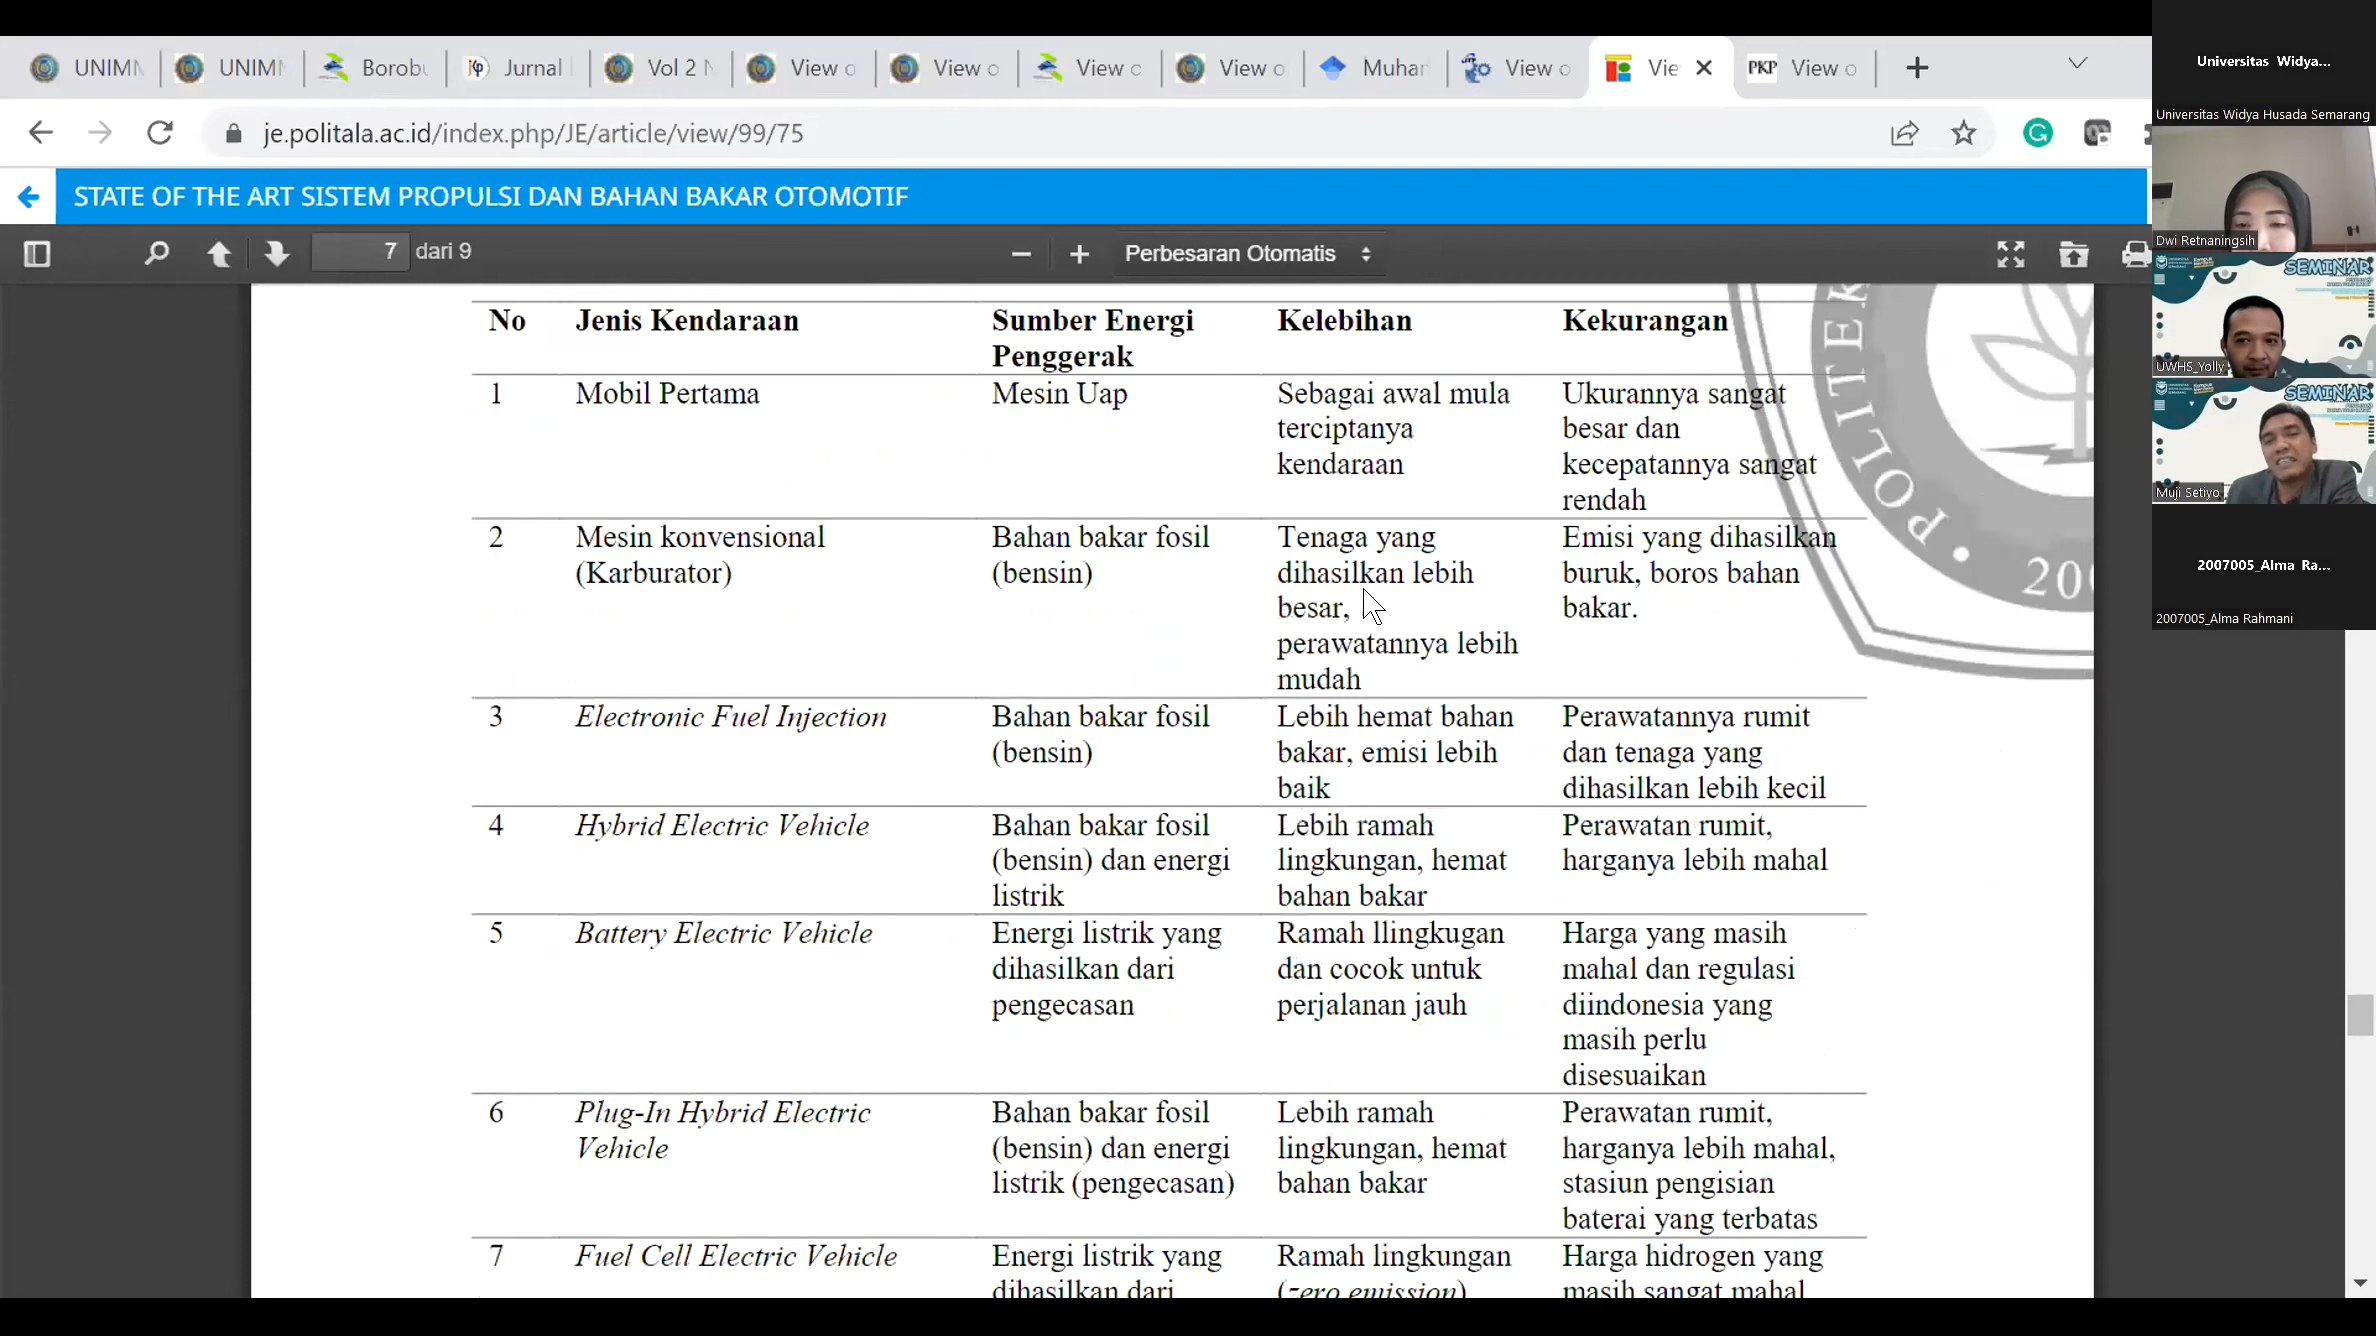 UNIMN
UNIMN
Borobu
Jurnal
Vol 2 N
View o
View o
View o
View o
Muhar
View o
Vie
PKP View o
je.politala.ac.id/index.php/JE/article/view/99/75
STATE OF THE ART SISTEM PROPULSI DAN BAHAN BAKAR OTOMOTIF
7 dari 9
Perbesaran Otomatis
No Jenis Kendaraan Sumber Energi Kelebihan Kekurangan
Penggerak
1 Mobil Pertama Mesin Uap Sebagai awal mula Ukurannya sangat
terciptanya besar dan
kendaraan kecepatannya sangat
rendah
2 Mesin konvensional Bahan bakar fosil Tenaga yang Emisi yang dihasilkan
(Karburator) (bensin) dihasilkan lebih buruk, boros bahan
besar, bakar.
perawatannya lebih
mudah
3 Electronic Fuel Injection Bahan bakar fosil Lebih hemat bahan Perawatannya rumit
(bensin) bakar, emisi lebih dan tenaga yang
baik dihasilkan lebih kecil
4 Hybrid Electric Vehicle Bahan bakar fosil Lebih ramah Perawatan rumit,
(bensin) dan energi lingkungan, hemat harganya lebih mahal
listrik bahan bakar
5 Battery Electric Vehicle Energi listrik yang Ramah llingkugan Harga yang masih
dihasilkan dari dan cocok untuk mahal dan regulasi
pengecasan perjalanan jauh diindonesia yang
masih perlu
disesuaikan
6 Plug-In Hybrid Electric Bahan bakar fosil Lebih ramah Perawatan rumit,
Vehicle (bensin) dan energi lingkungan, hemat harganya lebih mahal,
listrik (pengecasan) bahan bakar stasiun pengisian
baterai yang terbatas
7 Fuel Cell Electric Vehicle Energi listrik yang Ramah lingkungan Harga hidrogen yang
dihasilkan dari (zero emission) masih sangat mahal
POLITEK
200
Universitas Widya...
Universitas Widya Husada Semarang
Dwi Retnaningsih
SEMINAR
UWHS_Yolly
SEMINAR
Muji Setiyo
2007005_Alma Ra...
2007005_Alma Rahmani